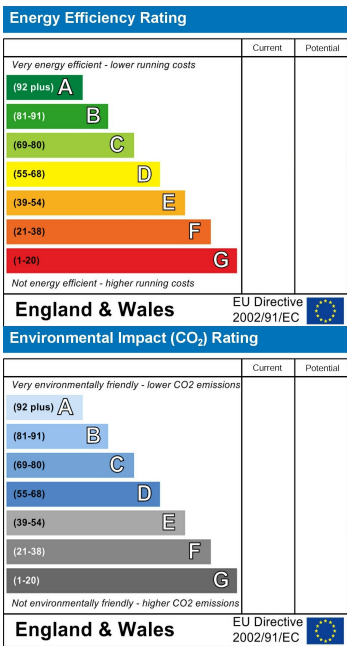 Energy Efficiency Rating
Current Potential
Very energy efficient - lower running costs
(92 plus) A
(81-91) B
(69-80) C
(55-68) D
(39-54) E
(21-38) F
(1-20) G
Not energy efficient - higher running costs
England & Wales
EU Directive
2002/91/EC
Environmental Impact (CO₂) Rating
Current Potential
Very environmentally friendly - lower CO2 emissions
(92 plus) A
(81-91) B
(69-80) C
(55-68) D
(39-54) E
(21-38) F
(1-20) G
Not environmentally friendly - higher CO2 emissions
England & Wales
EU Directive
2002/91/EC